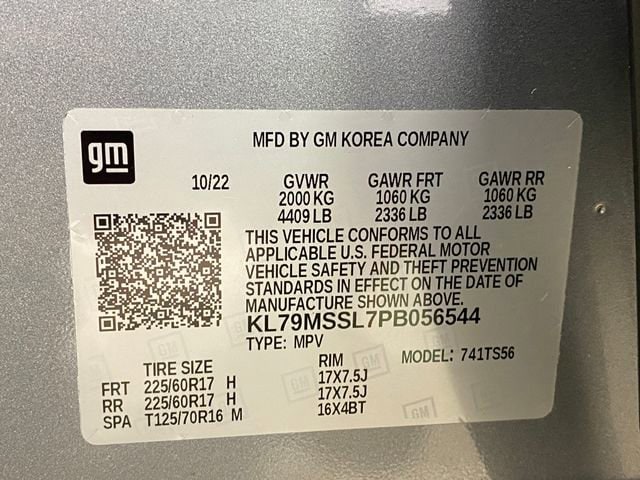 gm
MFD BY GM KOREA COMPANY
10/22 GVWR GAWR FRT GAWR RR
2000 KG 1060 KG 1060 KG
4409 LB 2336 LB 2336 LB
THIS VEHICLE CONFORMS TO ALL
APPLICABLE U.S. FEDERAL MOTOR
VEHICLE SAFETY AND THEFT PREVENTION
STANDARDS IN EFFECT ON THE DATE OF
MANUFACTURE SHOWN ABOVE.
KL79MSSL7PB056544
TYPE: MPV MODEL: 741TS56
TIRE SIZE RIM
FRT 225/60R17 H 17X7.5J
RR 225/60R17 H 17X7.5J
SPA T125/70R16 M 16X4BT
GM
GM
GM